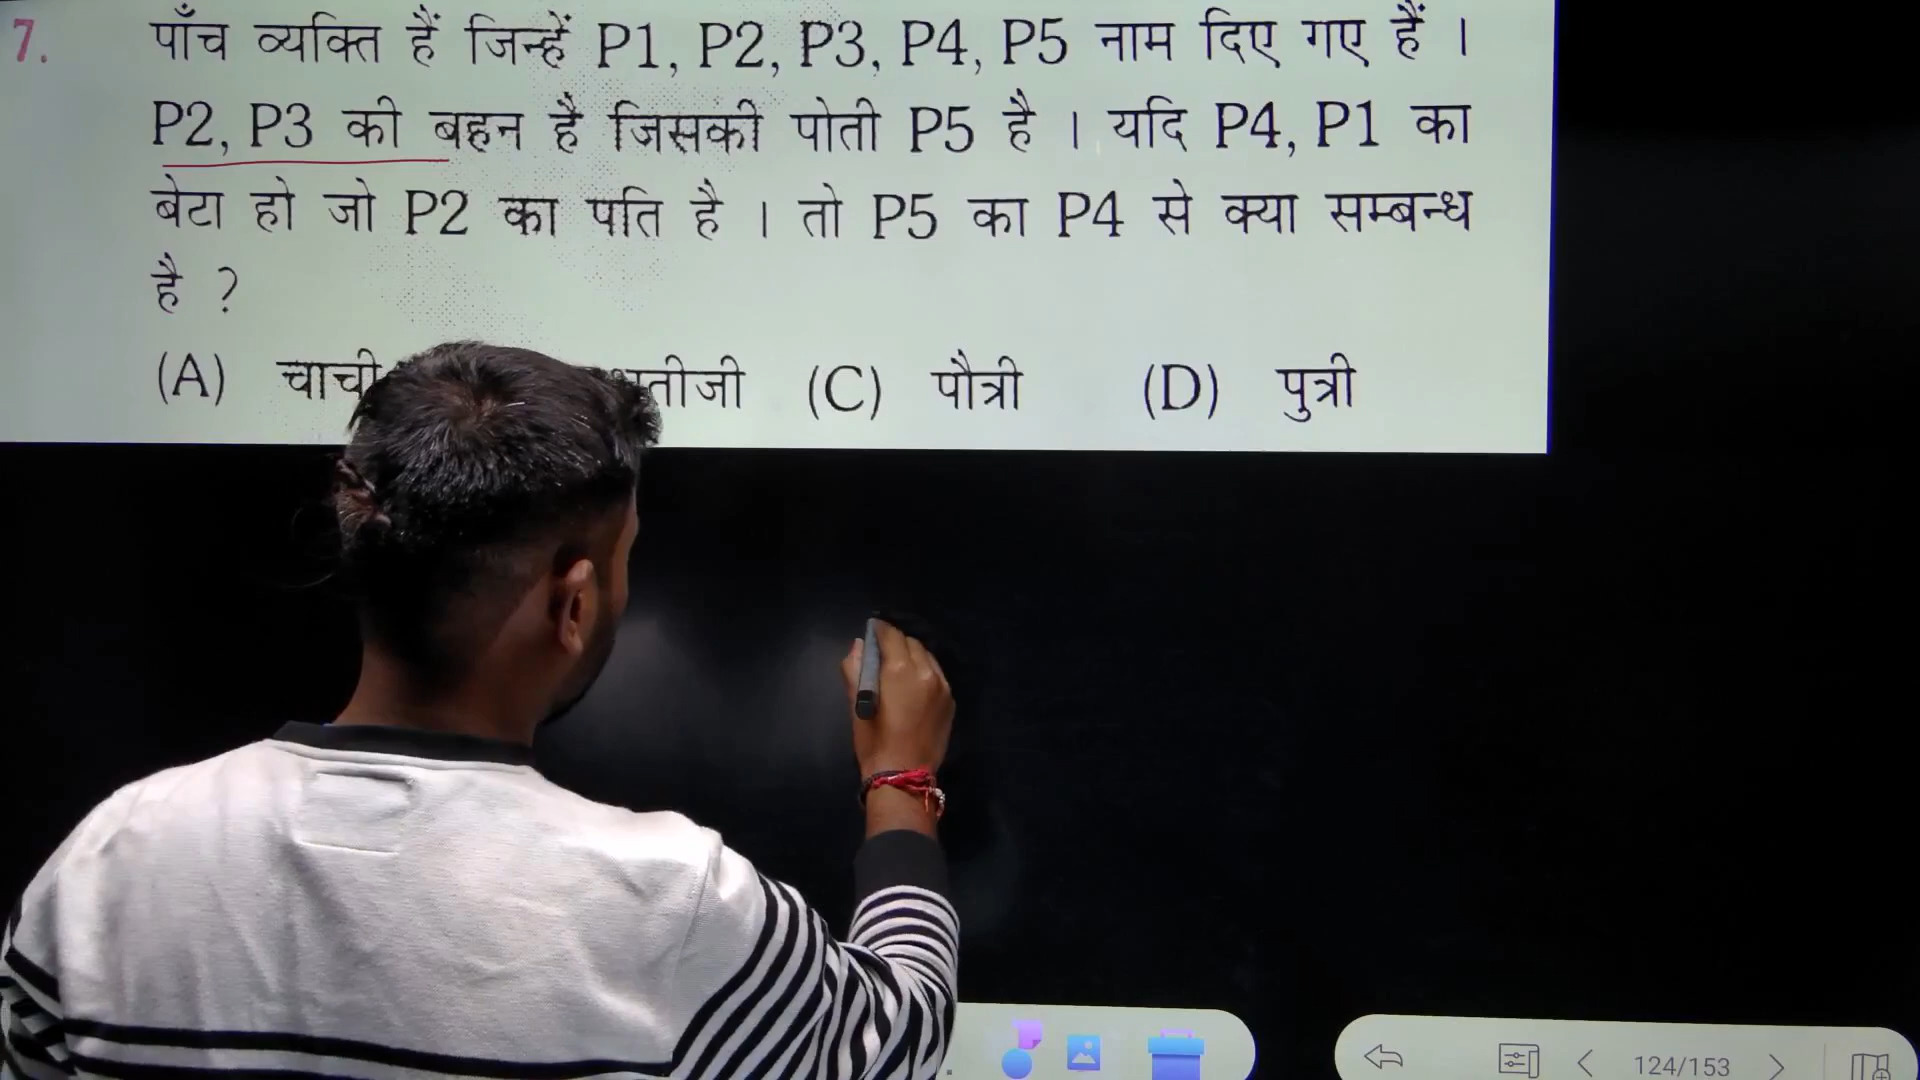 7. पाँच व्यक्ति हैं जिन्हें P1, P2, P3, P4, P5 नाम दिए गए हैं ।
P2, P3 की बहन है जिसकी पोती P5 है । यदि P4, P1 का
बेटा हो जो P2 का पति है । तो P5 का P4 से क्या सम्बन्ध
है ?
(A) चाची (C) पौत्री (D) पुत्री
124/153